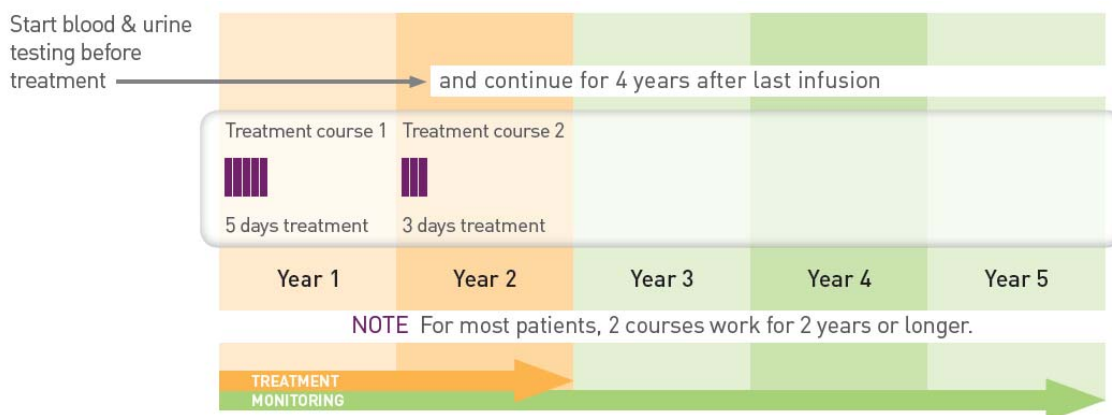 Start blood & urine
testing before
treatment
and continue for 4 years after last infusion
Treatment course 1
Treatment course 2
5 days treatment
3 days treatment
Year 1
Year 2
Year 3
Year 4
Year 5
NOTE For most patients, 2 courses work for 2 years or longer.
TREATMENT
MONITORING